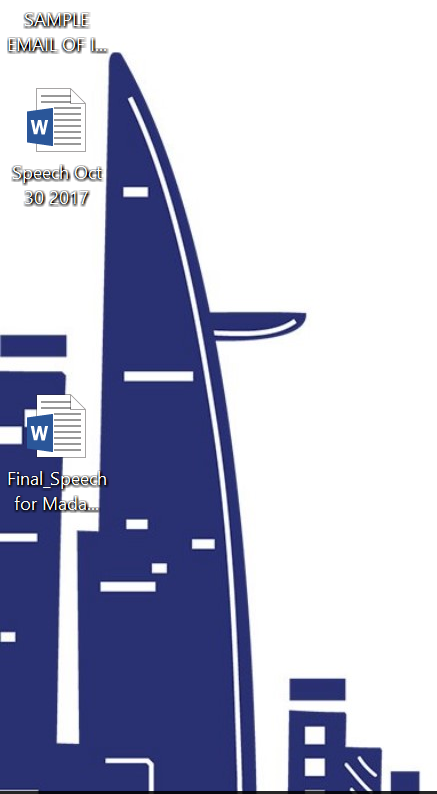 SAMPLE
EMAIL OF I...
W
Speech Oct
30 2017
W
Final_Speech
for Mada...